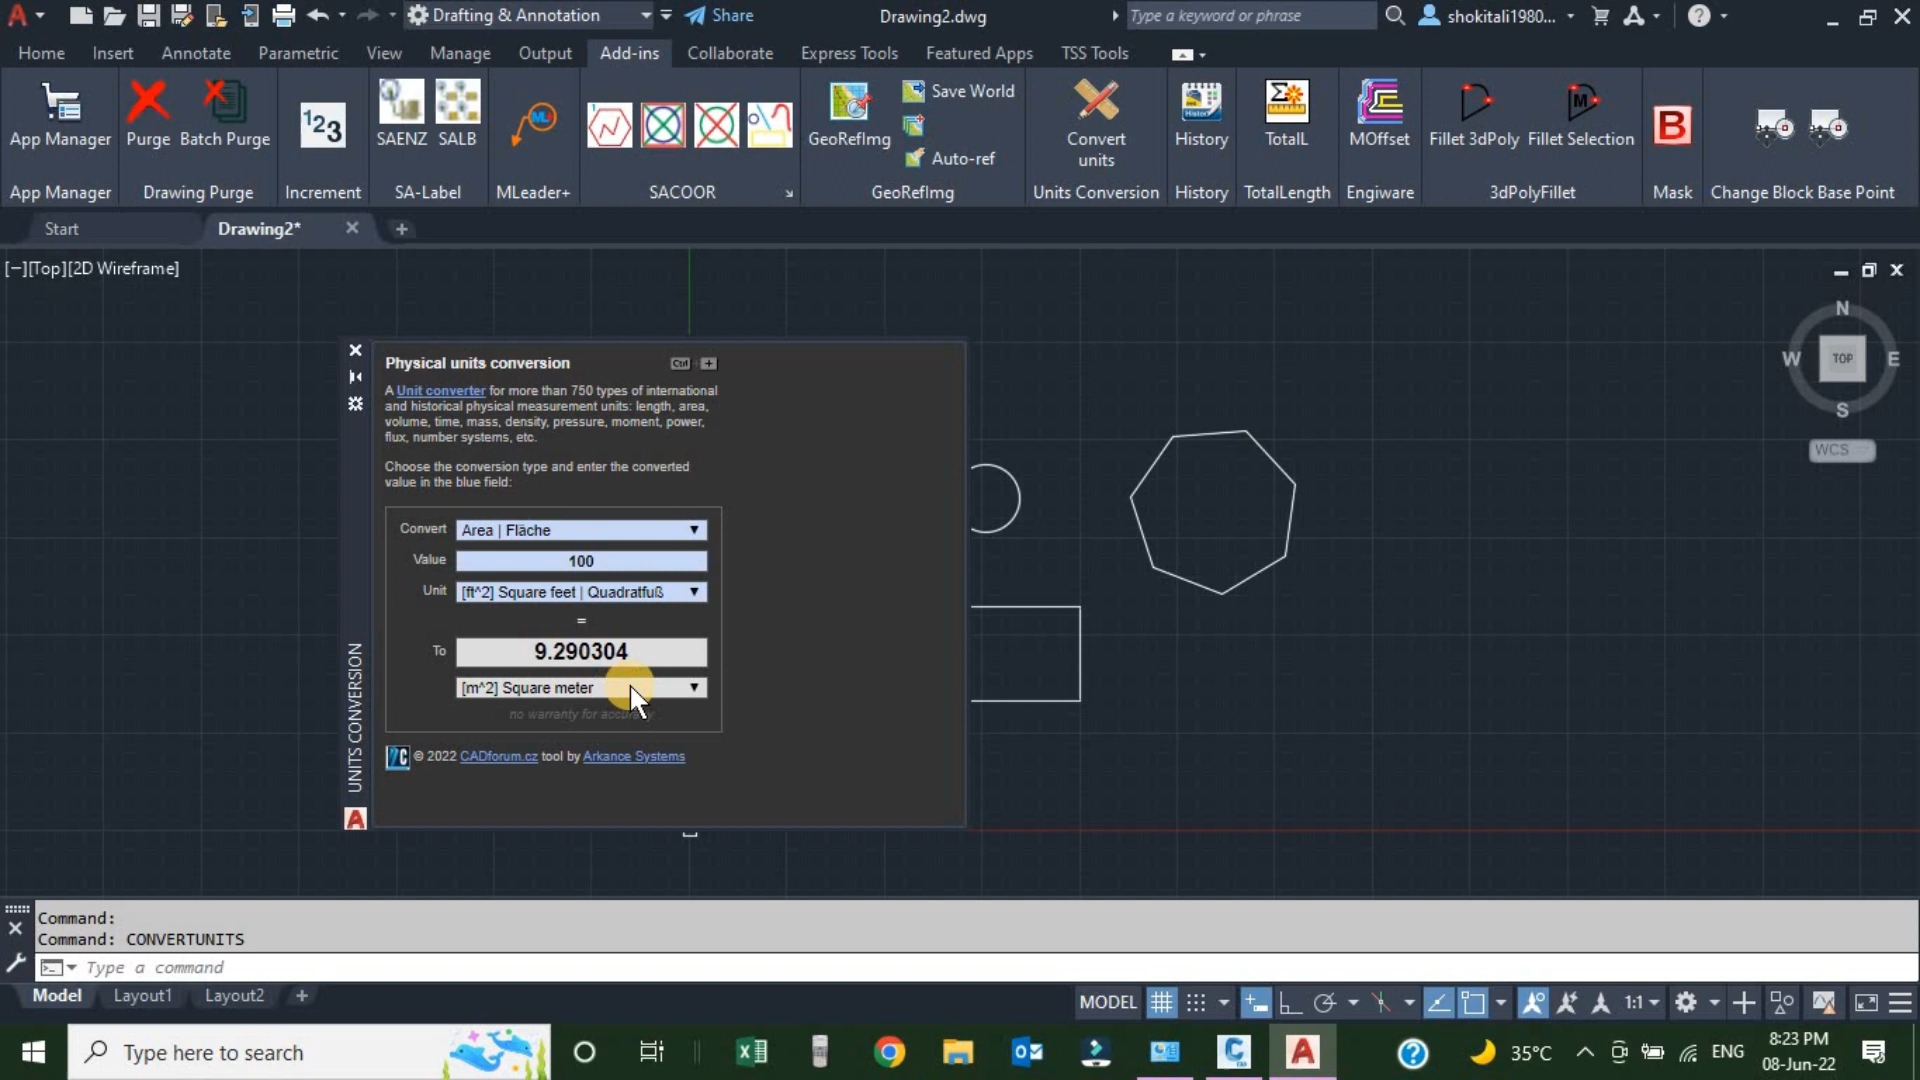 Drafting & Annotation
Share
Drawing2.dwg
Type a keyword or phrase
shokitali1980...
Home Insert Annotate Parametric View Manage Output Add-ins Collaborate Express Tools Featured Apps TSS Tools
App Manager
Purge
Batch Purge
123
SAENZ
SALB
GeoRefImg
Save World
Auto-ref
Convert
units
History
TotalL
MOffset
Fillet 3dPoly
Fillet Selection
B
App Manager
Drawing Purge
Increment
SA-Label
MLeader+
SACOOR
GeoRefImg
Units Conversion
History
TotalLength
Engiware
3dPolyFillet
Mask
Change Block Base Point
Start
Drawing2*
[−][Top][2D Wireframe]
N
W
TOP
E
S
WCS
Physical units conversion
Ctrl +
A Unit converter for more than 750 types of international
and historical physical measurement units: length, area,
volume, time, mass, density, pressure, moment, power,
flux, number systems, etc.
Choose the conversion type and enter the converted
value in the blue field:
Convert Area | Fläche
Value 100
Unit [ft^2] Square feet | Quadratfuß
=
To 9.290304
[m^2] Square meter
no warranty for accuracy
© 2022 CADforum.cz tool by Arkance Systems
UNITS CONVERSION
Command:
Command: CONVERTUNITS
Type a command
Model Layout1 Layout2 +
MODEL
1:1
Type here to search
35°C
ENG
8:23 PM
08-Jun-22